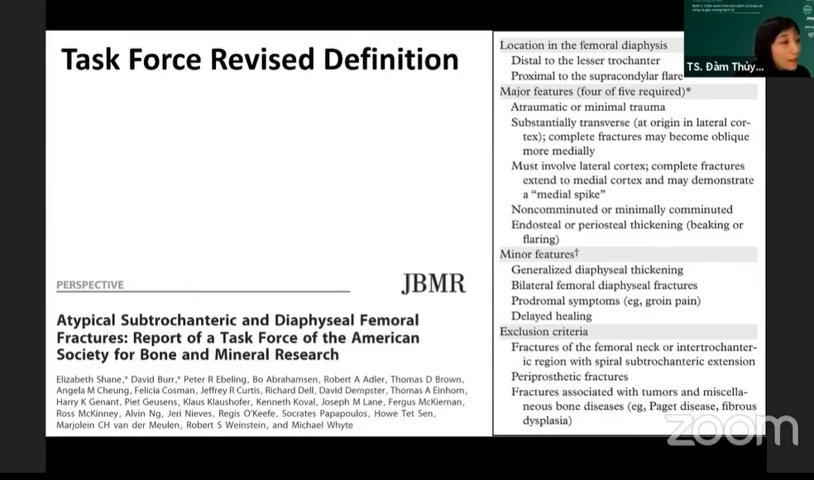 Task Force Revised Definition
PERSPECTIVE
JBMR
Atypical Subtrochanteric and Diaphyseal Femoral
Fractures: Report of a Task Force of the American
Society for Bone and Mineral Research
Elizabeth Shane,* David Burr,* Peter R Ebeling, Bo Abrahamsen, Robert A Adler, Thomas D Brown,
Angela M Cheung, Felicia Cosman, Jeffrey R Curtis, Richard Dell, David Dempster, Thomas A Einhorn,
Harry K Genant, Piet Geusens, Klaus Klaushofer, Kenneth Koval, Joseph M Lane, Fergus McKiernan,
Ross McKinney, Alvin Ng, Jeri Nieves, Regis O'Keefe, Socrates Papapoulos, Howe Tet Sen,
Marjolein CH van der Meulen, Robert S Weinstein, and Michael Whyte
Location in the femoral diaphysis
Distal to the lesser trochanter
Proximal to the supracondylar flare
Major features (four of five required)*
Atraumatic or minimal trauma
Substantially transverse (at origin in lateral cor-
tex); complete fractures may become oblique
more medially
Must involve lateral cortex; complete fractures
extend to medial cortex and may demonstrate
a “medial spike”
Noncomminuted or minimally comminuted
Endosteal or periosteal thickening (beaking or
flaring)
Minor features†
Generalized diaphyseal thickening
Bilateral femoral diaphyseal fractures
Prodromal symptoms (eg, groin pain)
Delayed healing
Exclusion criteria
Fractures of the femoral neck or intertrochanter-
ic region with spiral subtrochanteric extension
Periprosthetic fractures
Fractures associated with tumors and miscella-
neous bone diseases (eg, Paget disease, fibrous
dysplasia)
TS. Đàm Thủy...
zoom